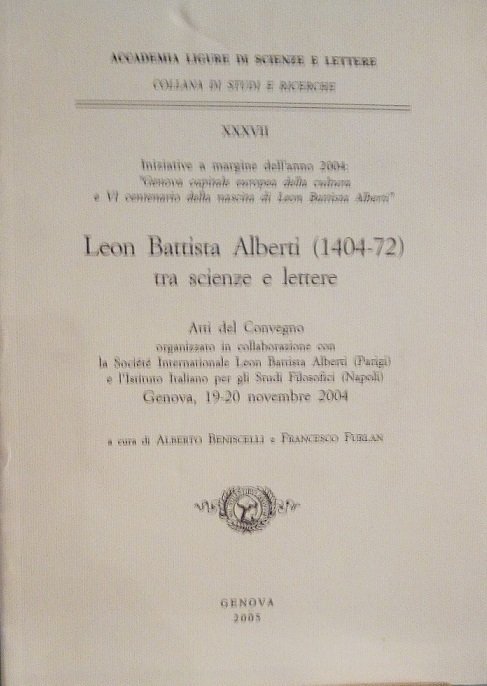 ACCADEMIA LIGURE DI SCIENZE E LETTERE
COLLANA DI STUDI E RICERCHE
XXXVII
Iniziative a margine dell'anno 2004:
"Genova capitale europea della cultura
e VI centenario della nascita di Leon Battista Alberti"
Leon Battista Alberti (1404-72)
tra scienze e lettere
Atti del Convegno
organizzato in collaborazione con
la Société Internationale Leon Battista Alberti (Parigi)
e l'Istituto Italiano per gli Studi Filosofici (Napoli)
Genova, 19-20 novembre 2004
a cura di ALBERTO BENISCELLI e FRANCESCO FURLAN
GENOVA
2005